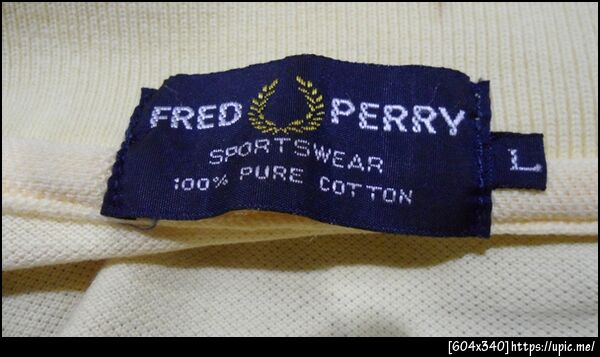 FRED PERRY
SPORTSWEAR
100% PURE COTTON
L
[604x340]https://upic.me/